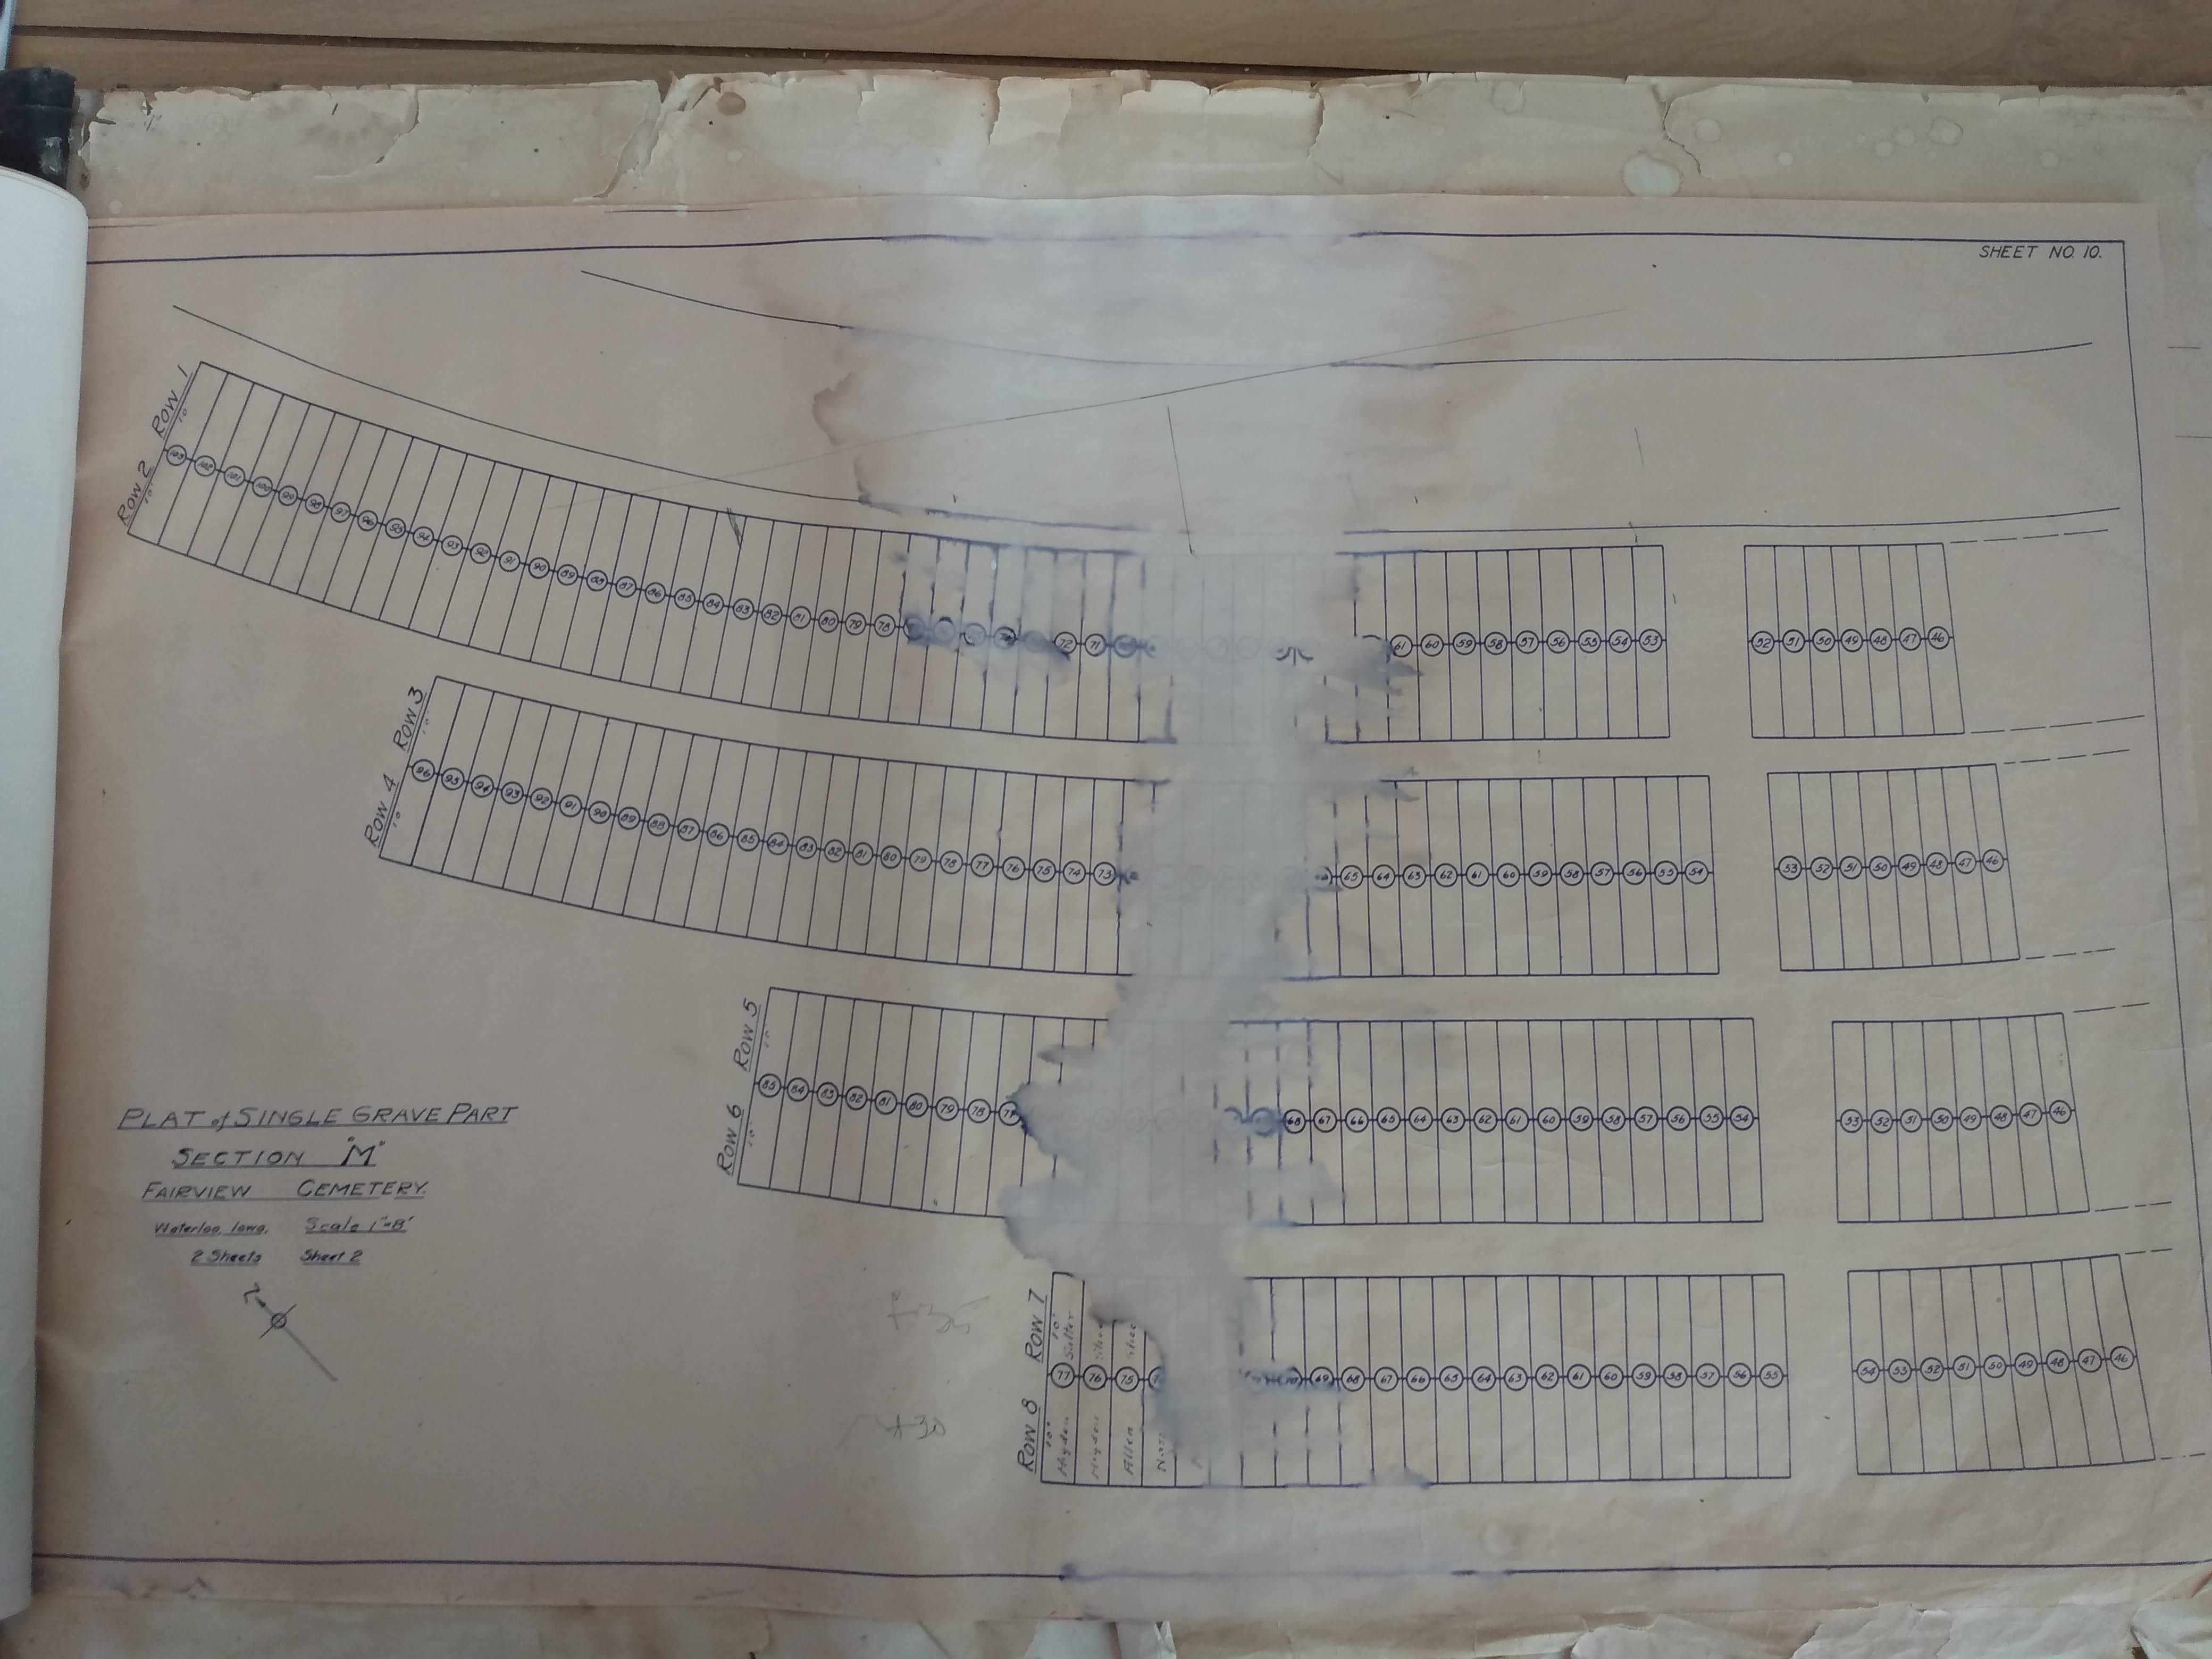 SHEET NO. 10.
Row 1
10'
103 102 101 100 99 98 97 96 95 94 93 92 91 90 89 88 87 86 85 84 83 82 81 80 79 78 72 71 61 60 59 58 57 56 55 54 53 52 51 50 49 48 47 46
Row 2
10'
Row 3
10'
96 95 94 93 92 91 90 89 88 87 86 85 84 83 82 81 80 79 78 77 76 75 74 73 65 64 63 62 61 60 59 58 57 56 55 54 53 52 51 50 49 48 47 46
Row 4
10'
Row 5
10'
85 84 83 82 81 80 79 78 68 67 66 65 64 63 62 61 60 59 58 57 56 55 54 53 52 51 50 49 48 47 46
Row 6
10'
Row 7
10'
Salter
77 76 75 69 68 67 66 65 64 63 62 61 60 59 58 57 56 55 54 53 52 51 50 49 48 47 46
Row 8
10'
Hayden Hayden Allen
PLAT of SINGLE GRAVE PART
SECTION "M"
FAIRVIEW CEMETERY.
Waterloo, Iowa. Scale 1"=8'
2 Sheets Sheet 2
N
+30